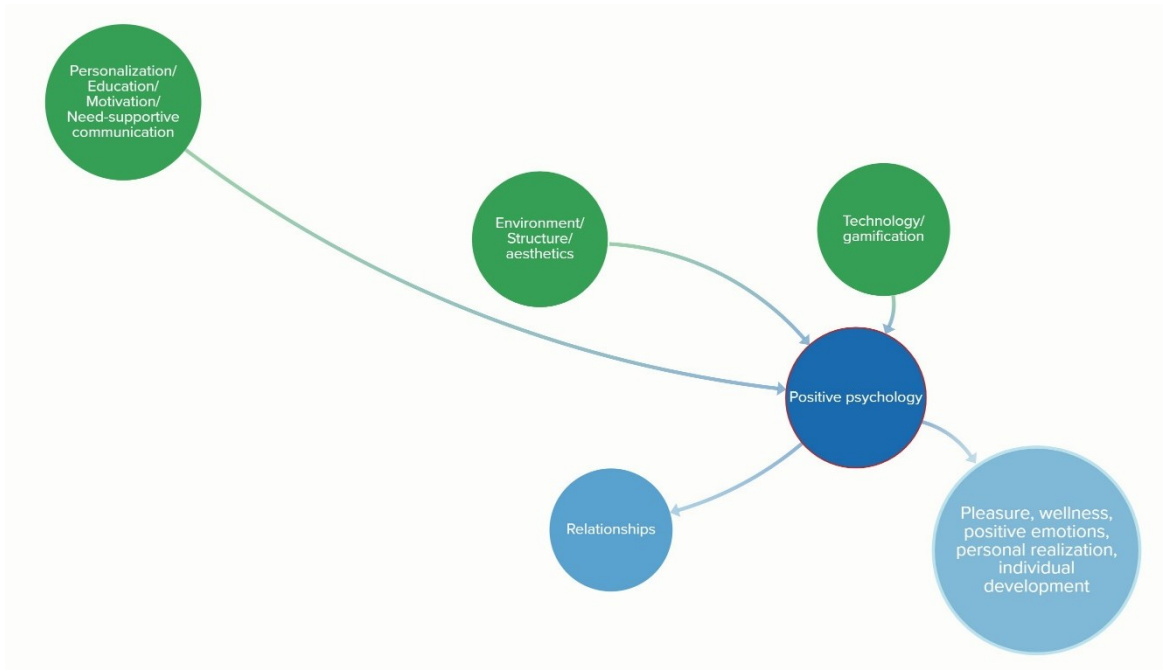 Personalization/
Education/
Motivation/
Need-supportive
communication
Environment/
Structure/
aesthetics
Technology/
gamification
Positive psychology
Relationships
Pleasure, wellness,
positive emotions,
personal realization,
individual
development